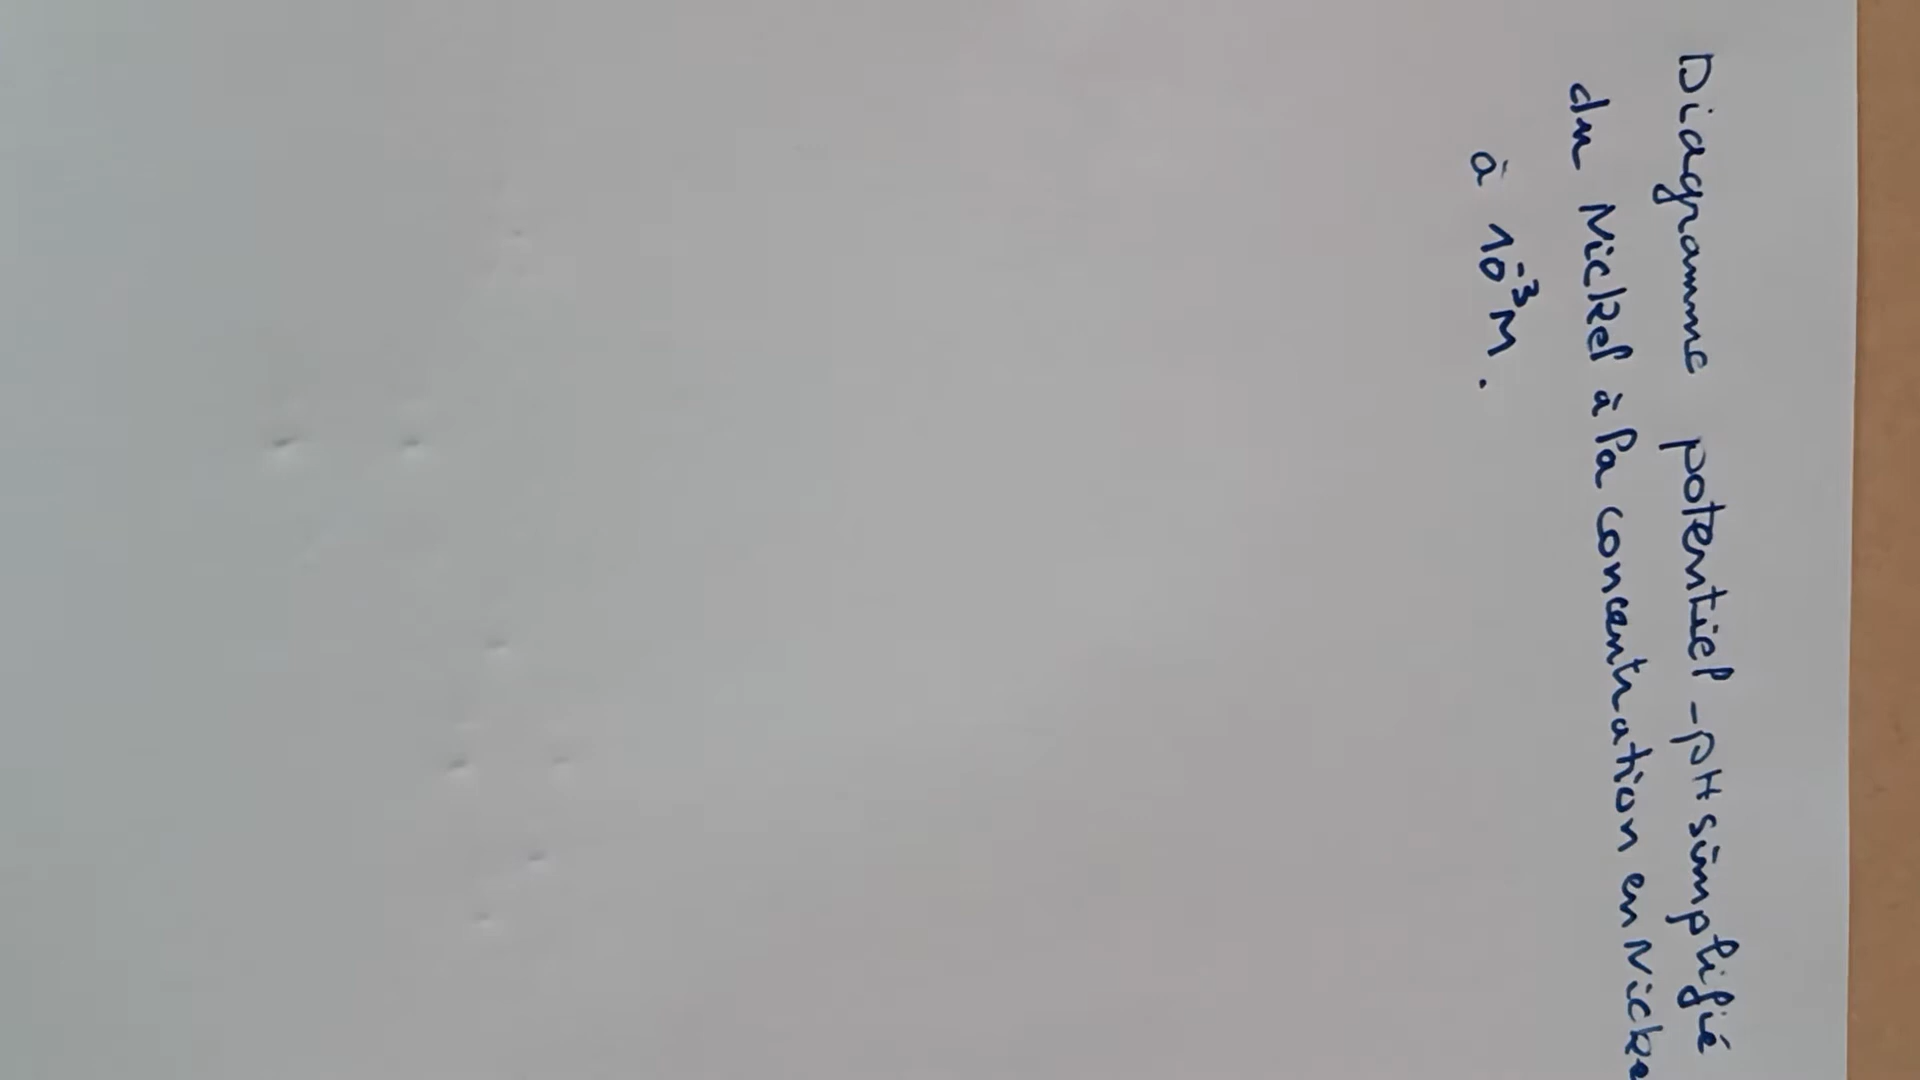 Diagramme potentiel-pH simplifié
du Nickel à la concentration en Nicke
à 10⁻³M.